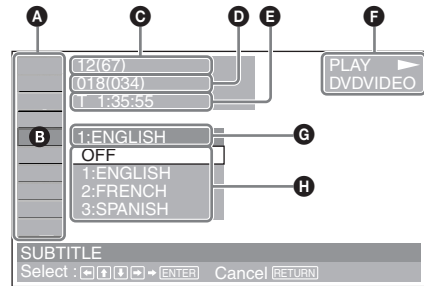 A
C
D
E
F
12(67)
018(034)
T 1:35:55
PLAY
DVDVIDEO
B
1:ENGLISH
G
OFF
1:ENGLISH
2:FRENCH
3:SPANISH
H
SUBTITLE
Select : ENTER Cancel RETURN